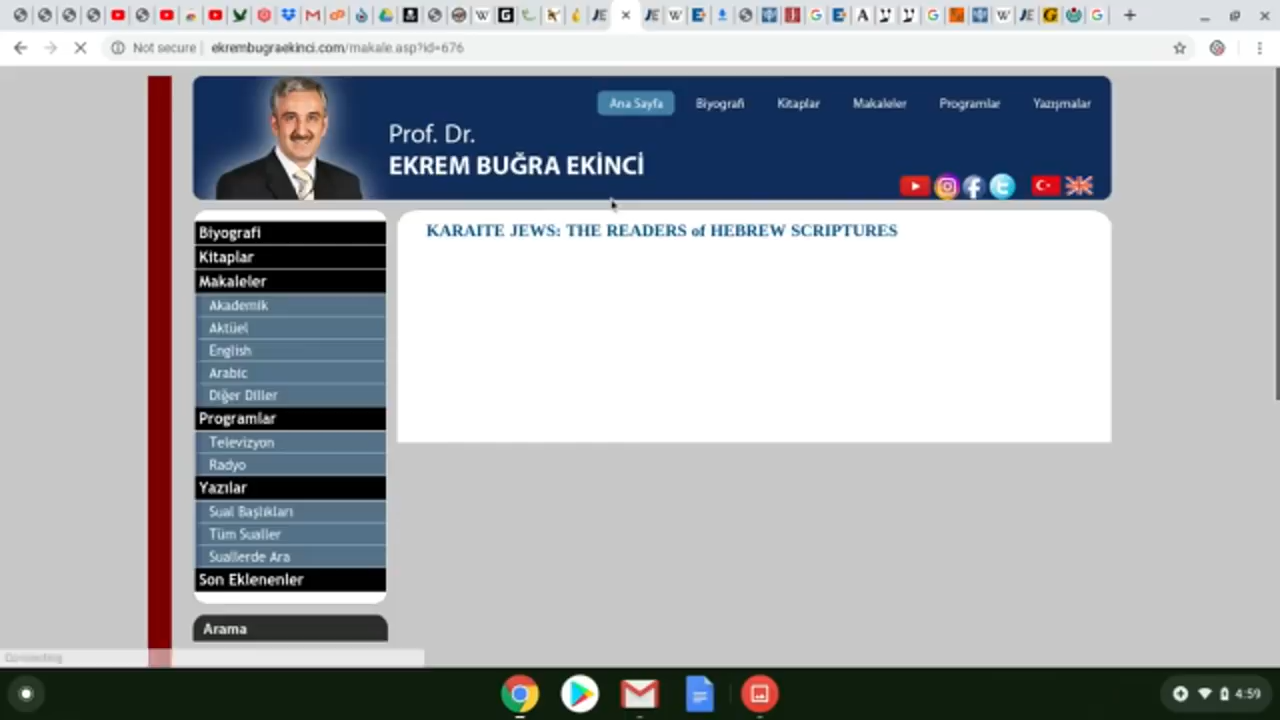 Not secure | ekrembugraekinci.com/makale.asp?id=676
Ana Sayfa Biyografi Kitaplar Makaleler Programlar Yazışmalar
Prof. Dr.
EKREM BUĞRA EKİNCİ
KARAITE JEWS: THE READERS of HEBREW SCRIPTURES
Biyografi
Kitaplar
Makaleler
Akademik
Aktüel
English
Arabic
Diğer Diller
Programlar
Televizyon
Radyo
Yazılar
Sual Başlıkları
Tüm Sualler
Suallerde Ara
Son Eklenenler
Arama
4:59